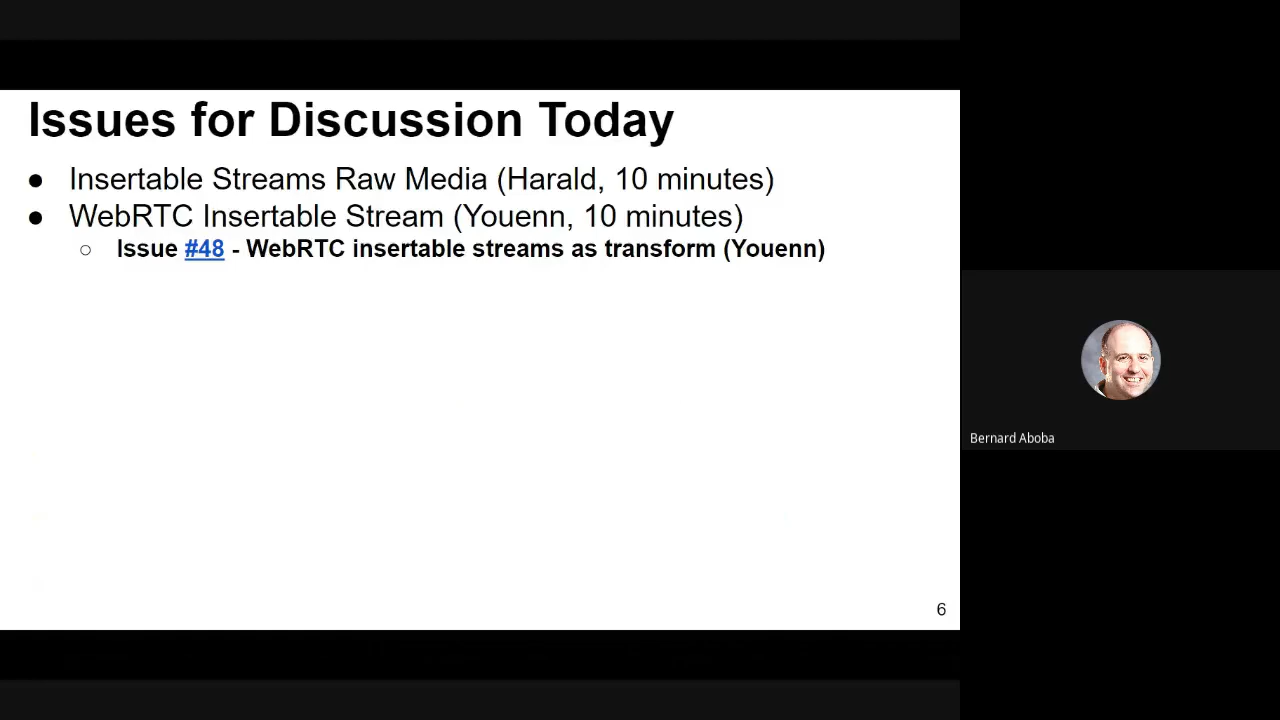 Issues for Discussion Today
● Insertable Streams Raw Media (Harald, 10 minutes)
● WebRTC Insertable Stream (Youenn, 10 minutes)
○ Issue #48 - WebRTC insertable streams as transform (Youenn)
Bernard Aboba
6